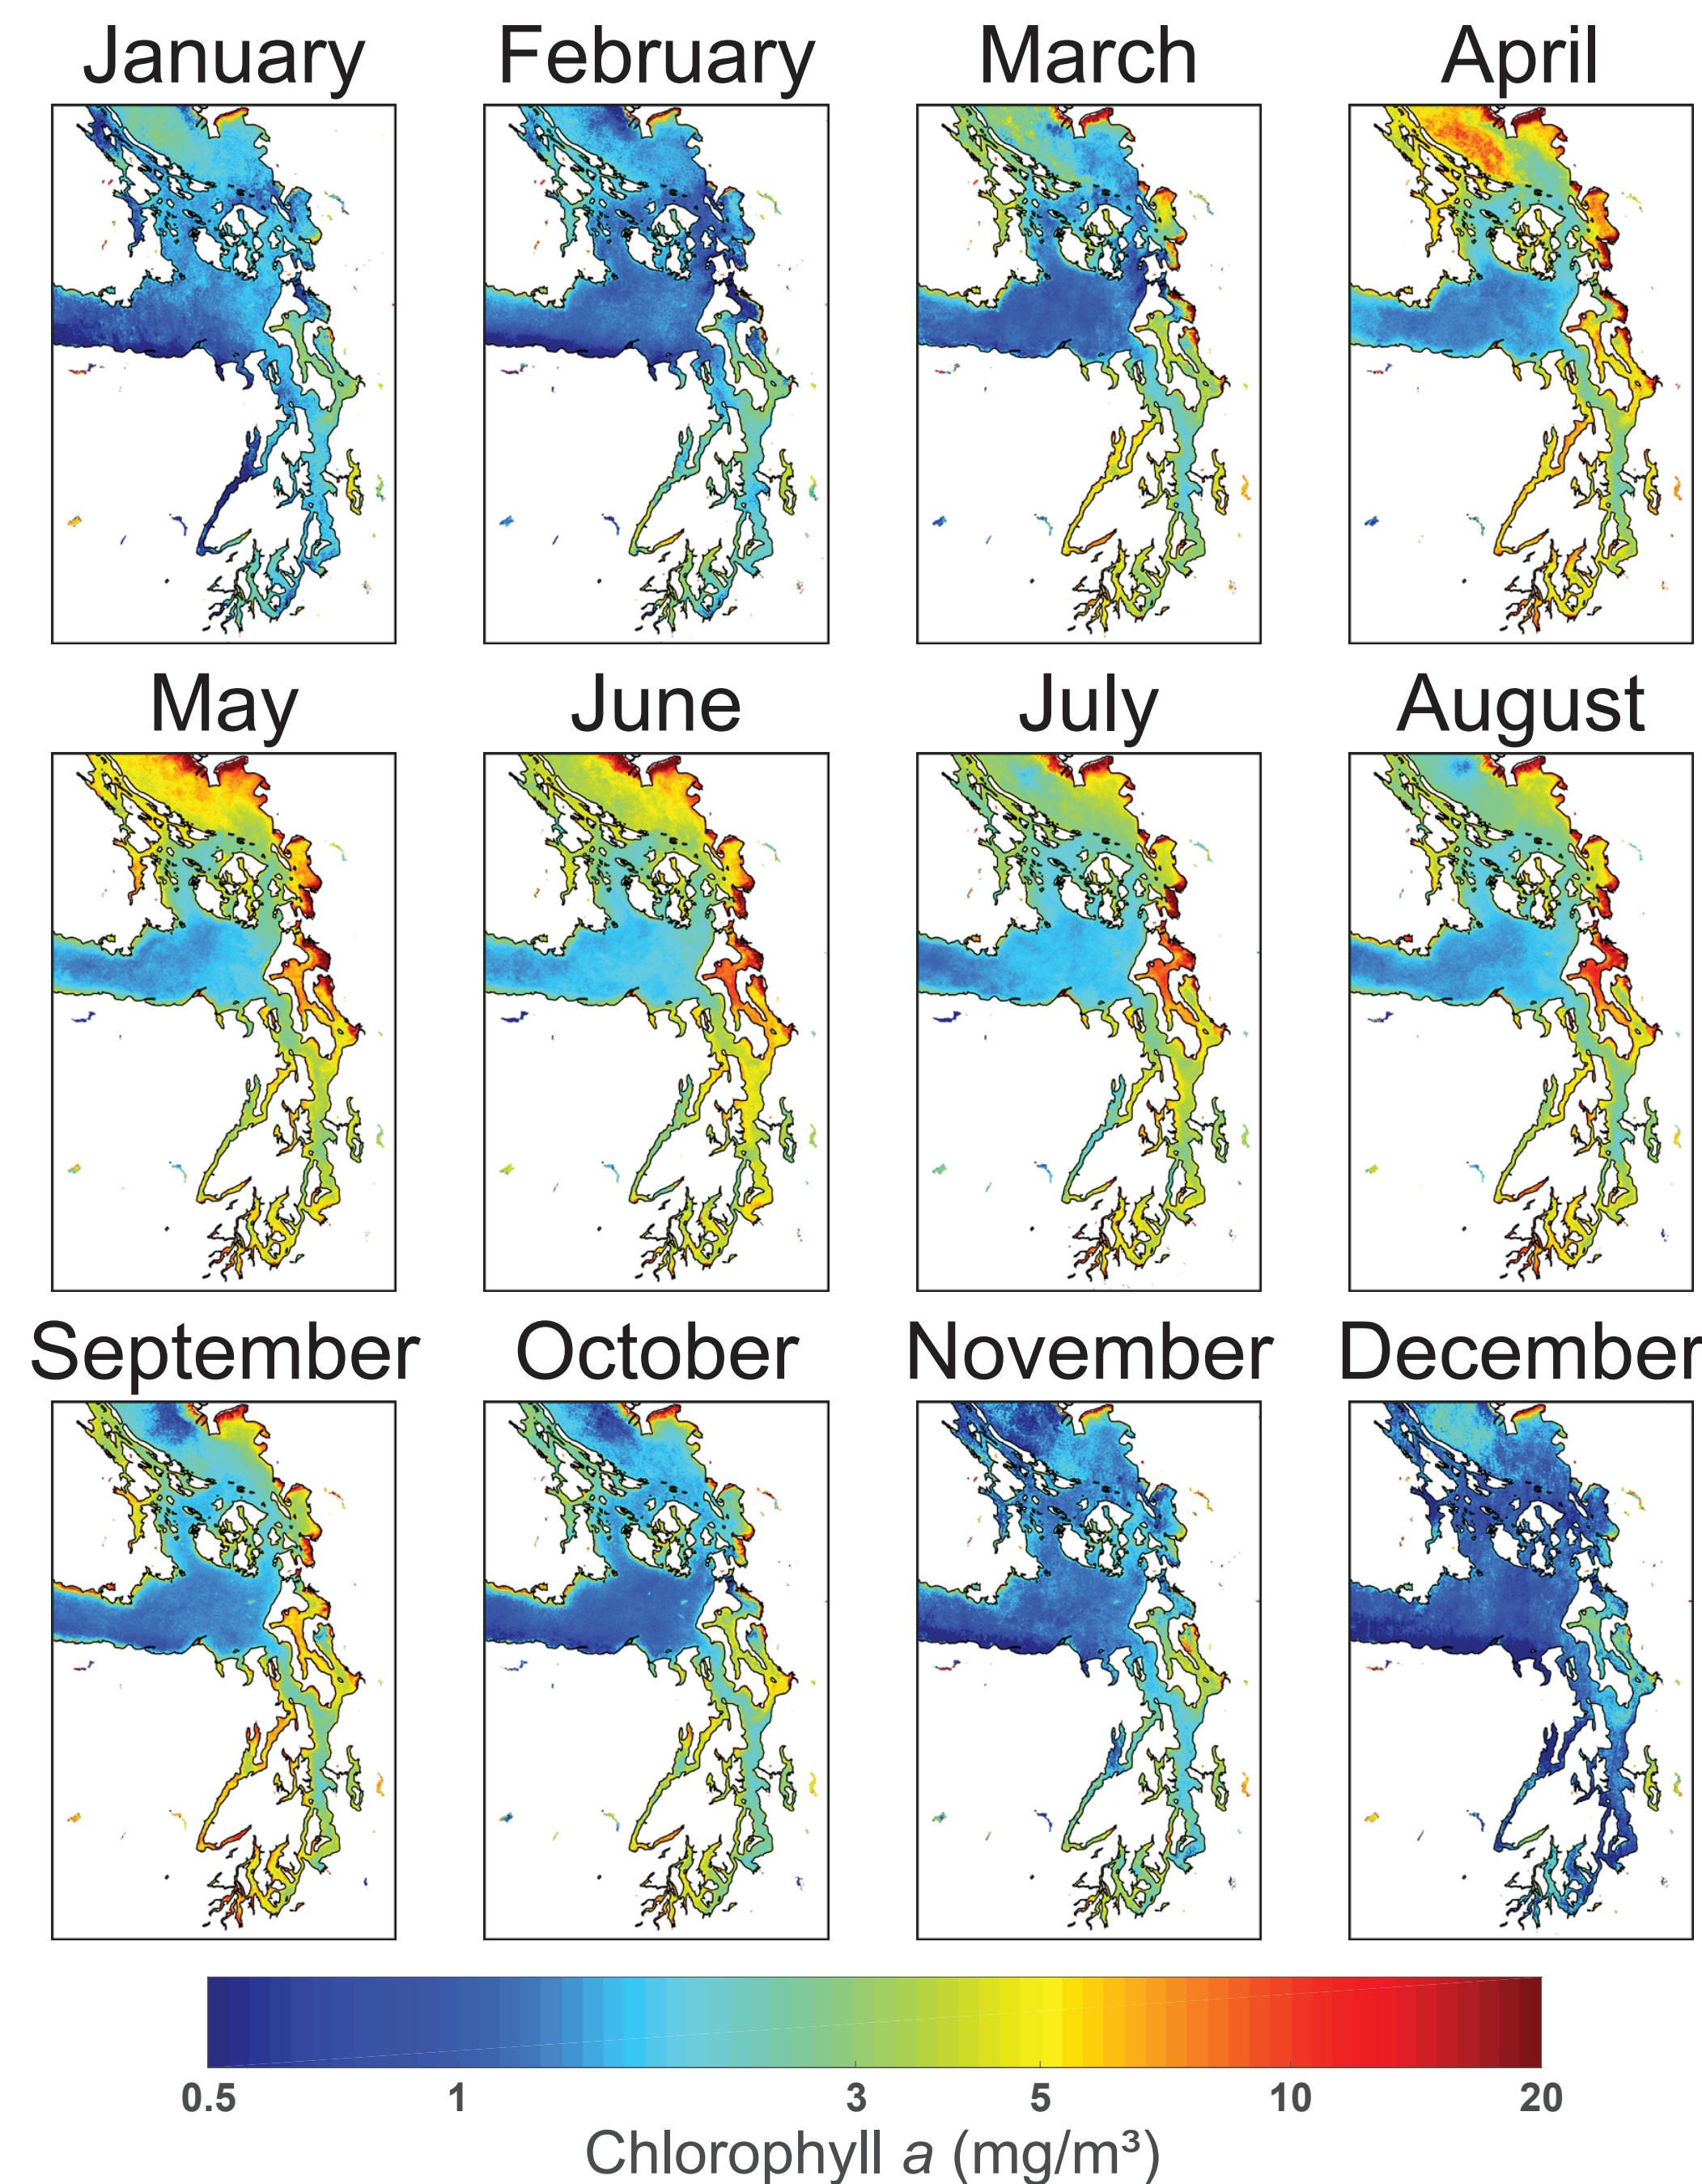 January February March April
May June July August
September October November December
0.5 1 3 5 10 20
Chlorophyll a (mg/m³)